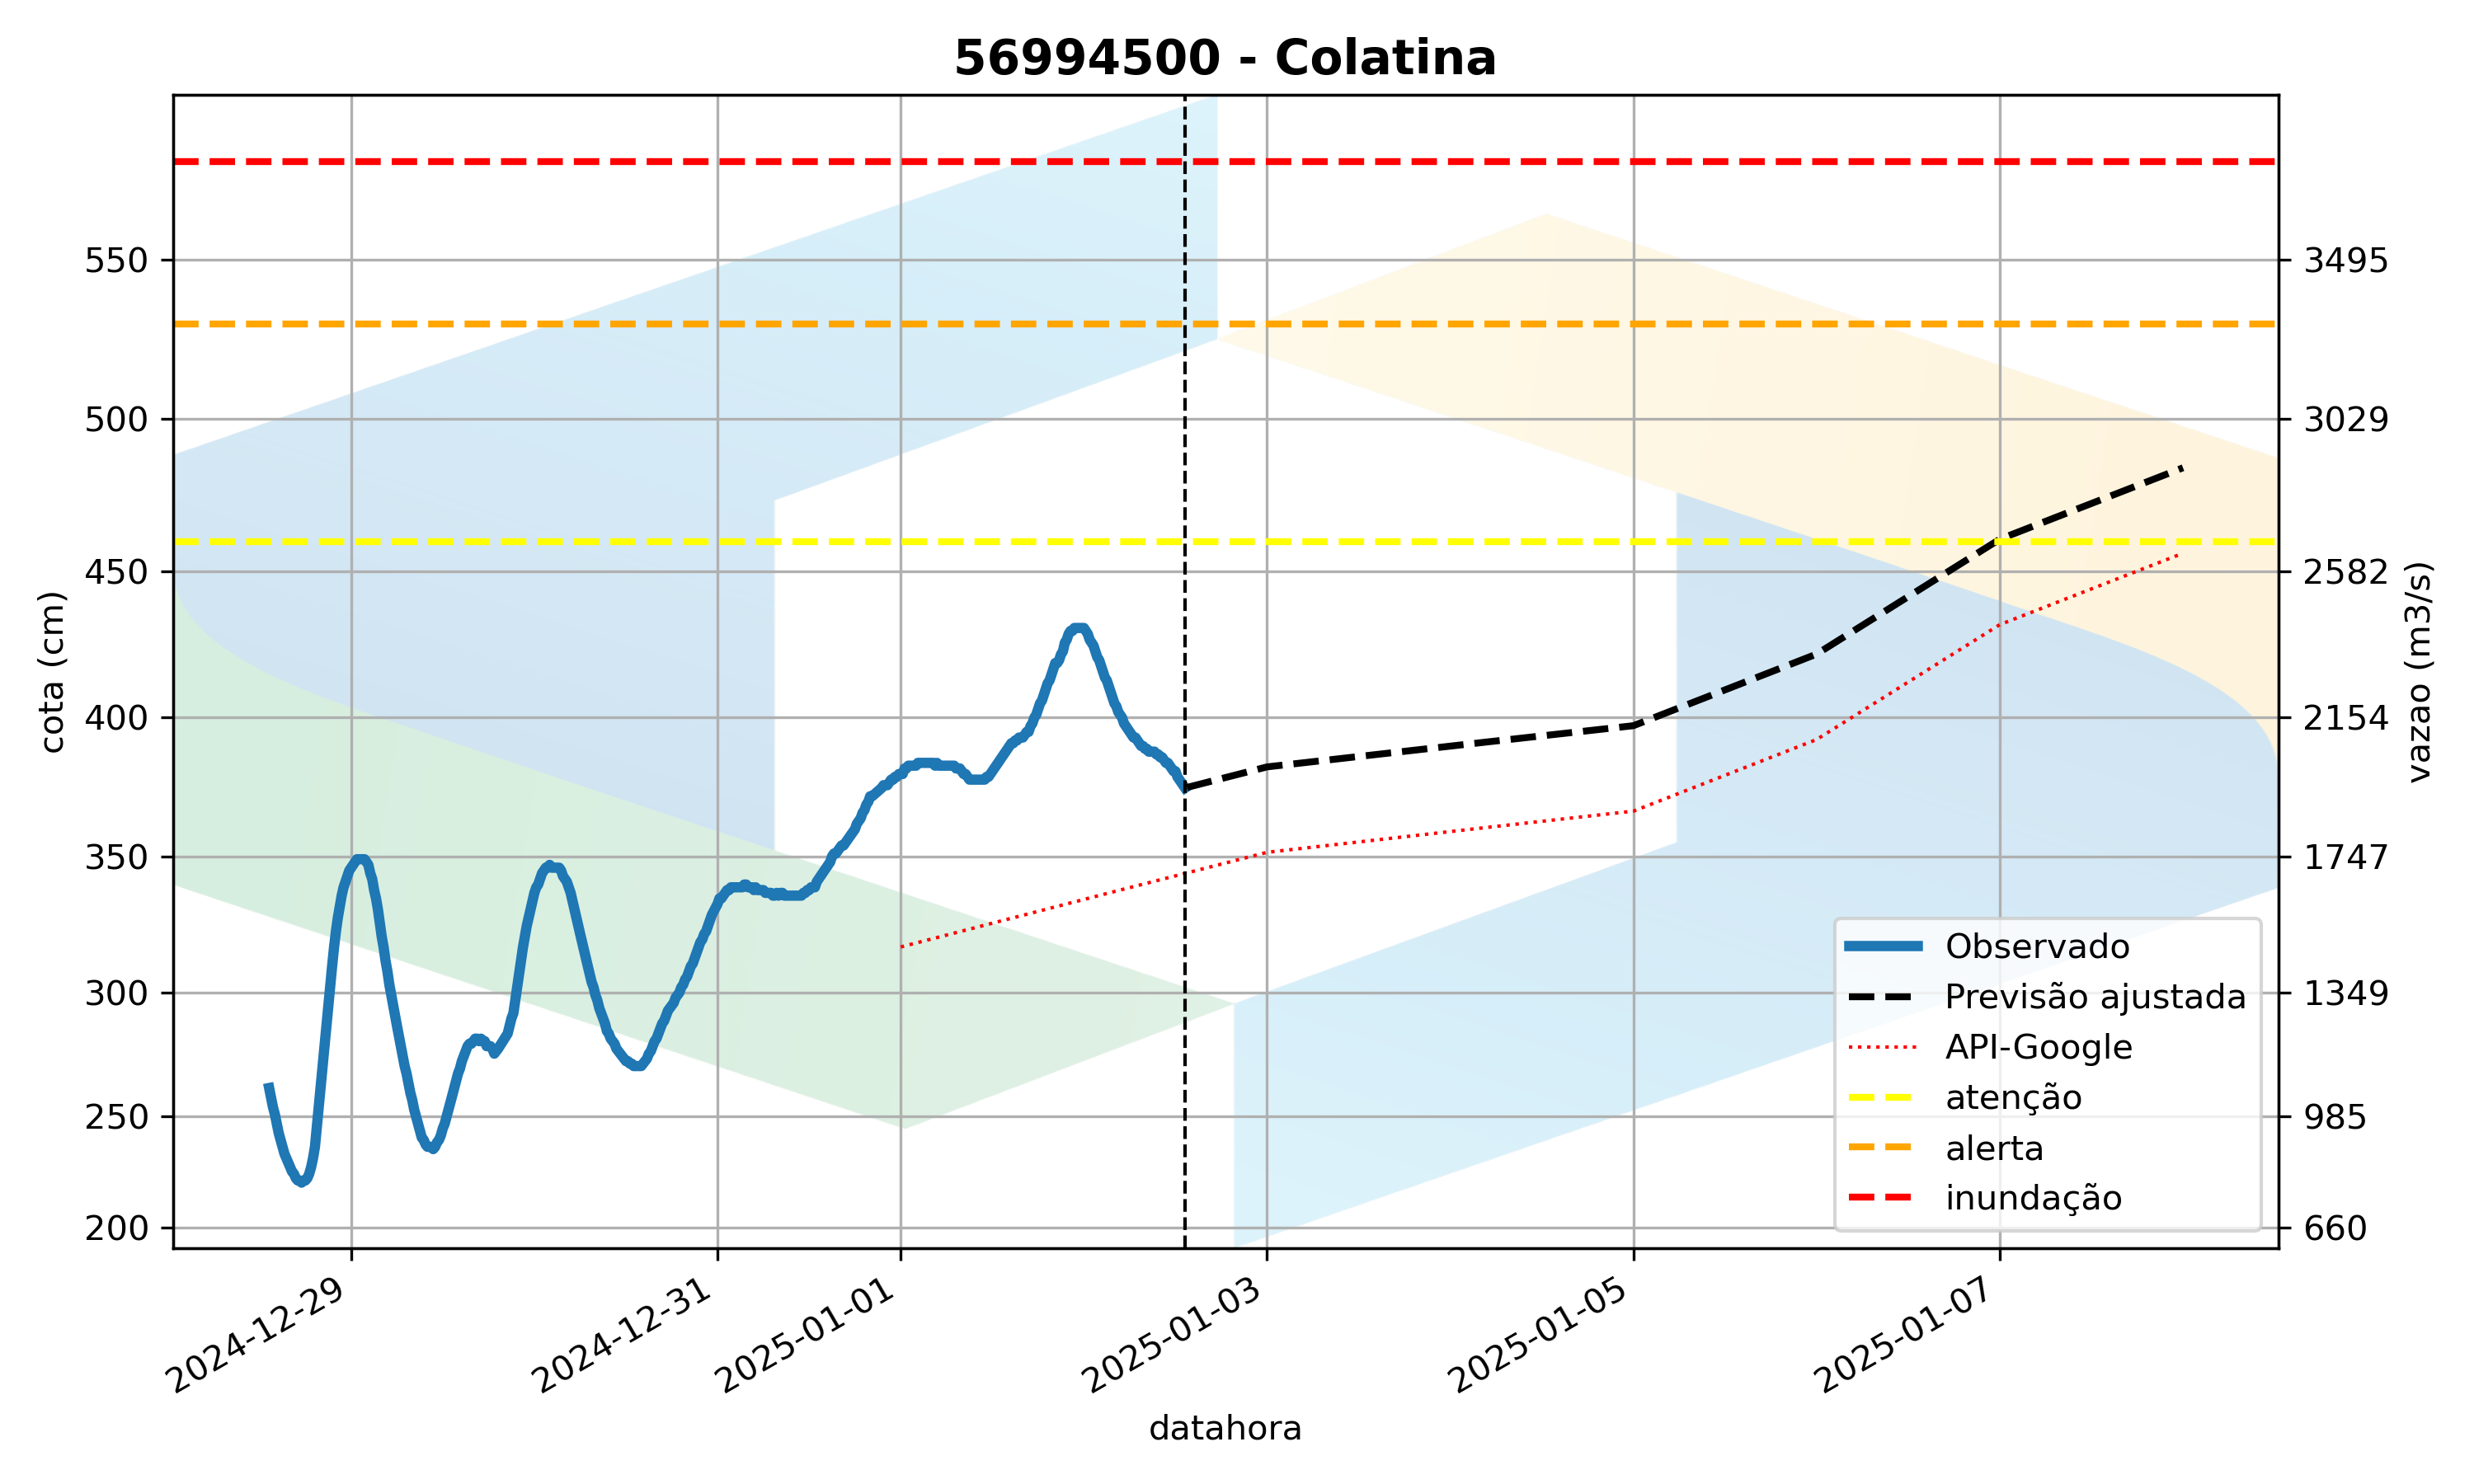 56994500 - Colatina
550
500
450
400
350
300
250
200
cota (cm)
3495
3029
2582
2154
1747
1349
985
660
vazao (m3/s)
Observado
Previsão ajustada
API-Google
atenção
alerta
inundação
2024-12-29
2024-12-31
2025-01-01
2025-01-03
2025-01-05
2025-01-07
datahora